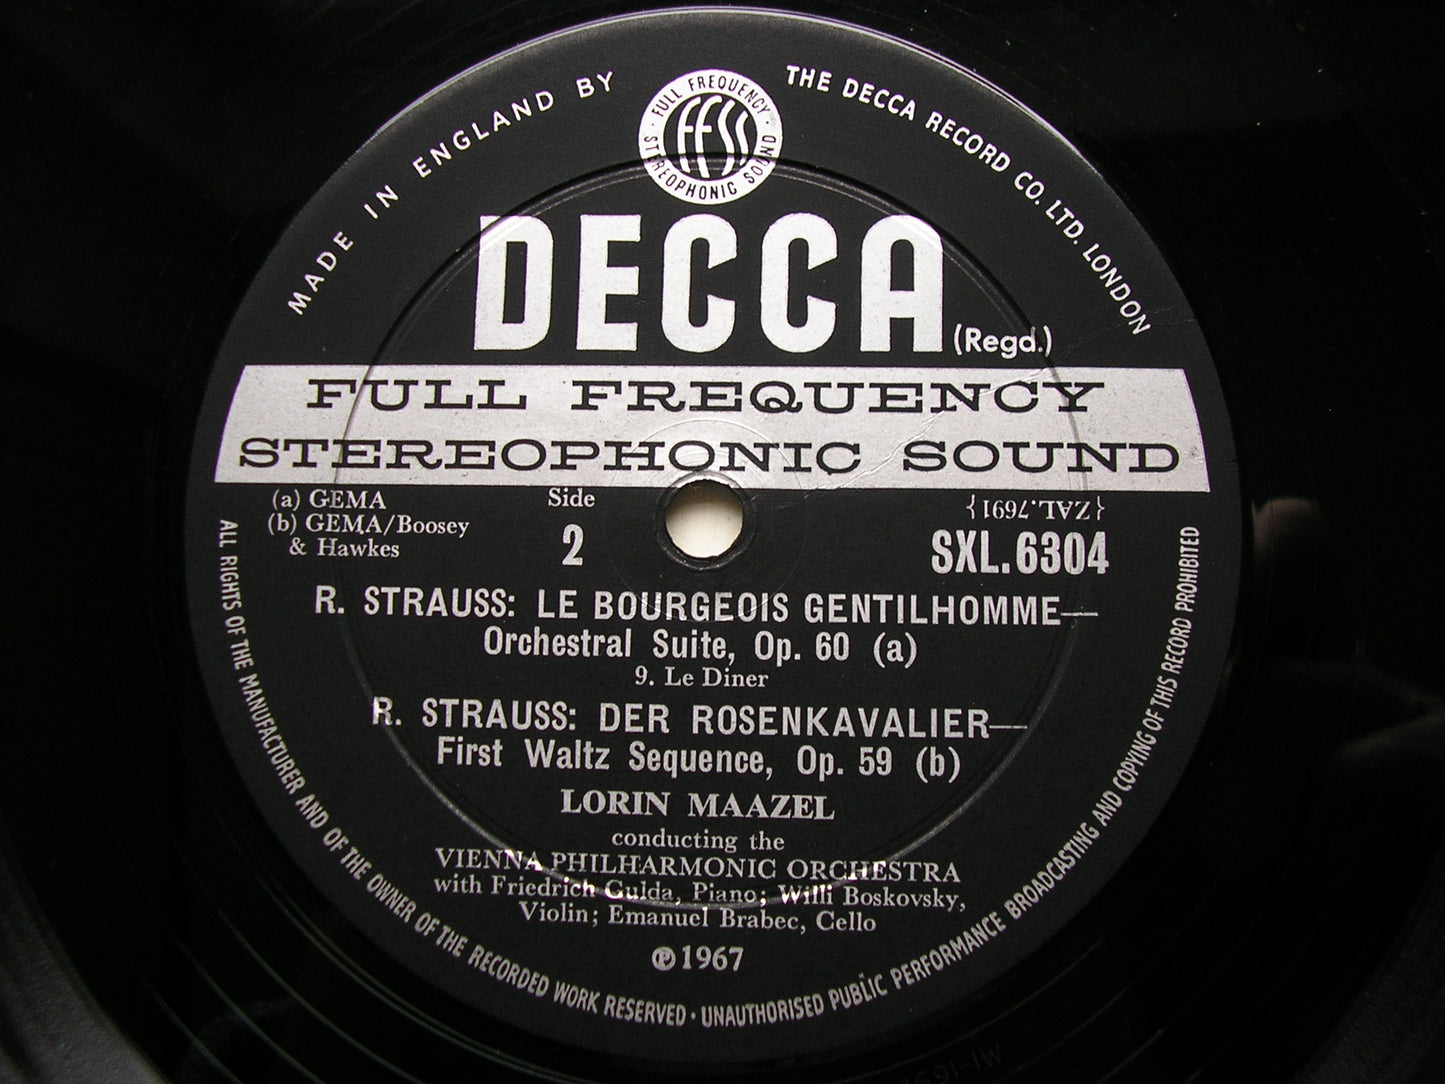 MADE IN ENGLAND BY
THE DECCA RECORD CO. LTD. LONDON
FULL FREQUENCY
ffss
STEREOPHONIC SOUND
DECCA (Regd.)
FULL FREQUENCY
STEREOPHONIC SOUND
(a) GEMA
(b) GEMA/Boosey
& Hawkes
Side
2
{ZAL.7691}
SXL.6304
R. STRAUSS: LE BOURGEOIS GENTILHOMME—
Orchestral Suite, Op. 60 (a)
9. Le Diner
R. STRAUSS: DER ROSENKAVALIER—
First Waltz Sequence, Op. 59 (b)
LORIN MAAZEL
conducting the
VIENNA PHILHARMONIC ORCHESTRA
with Friedrich Gulda, Piano; Willi Boskovsky,
Violin; Emanuel Brabec, Cello
℗ 1967
ALL RIGHTS OF THE MANUFACTURER AND OF THE OWNER OF THE RECORDED WORK RESERVED · UNAUTHORISED PUBLIC PERFORMANCE BROADCASTING AND COPYING OF THIS RECORD PROHIBITED